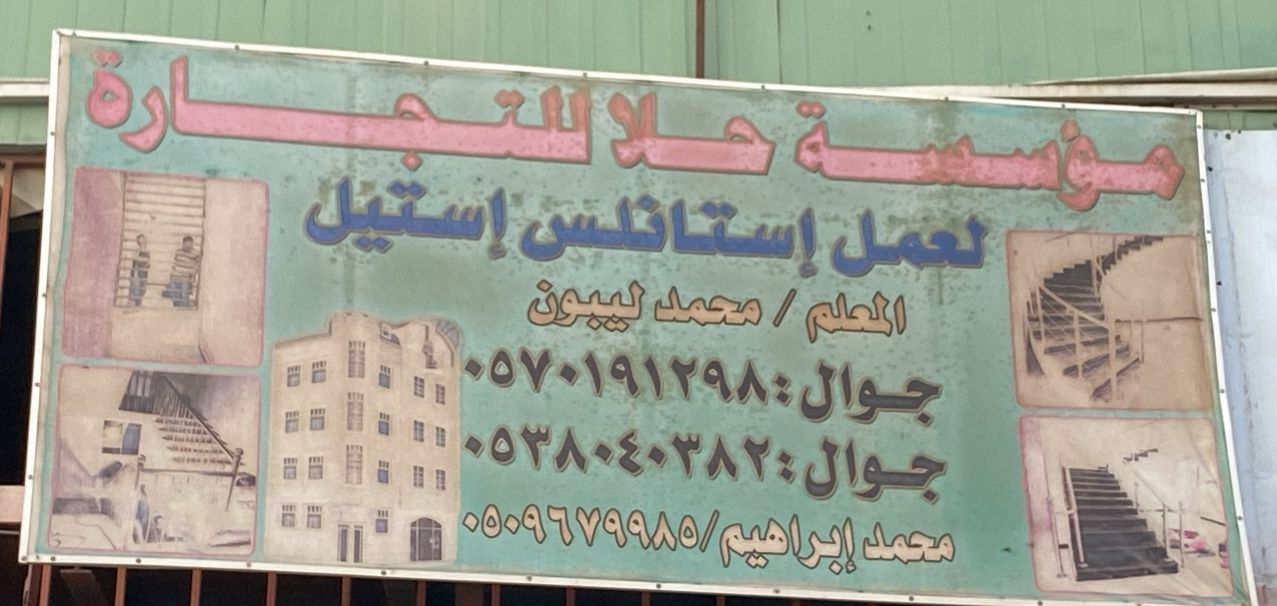 مؤسسة حلا للتجارة
لعمل إستانلس إستيل
المعلم / محمد ليبون
جوال : ٠٥٧٠١٩١٢٩٨
جوال : ٠٥٣٨٠٤٠٣٨٢
محمد إبراهيم/ ٠٥٠٩٦٧٩٩٨٥